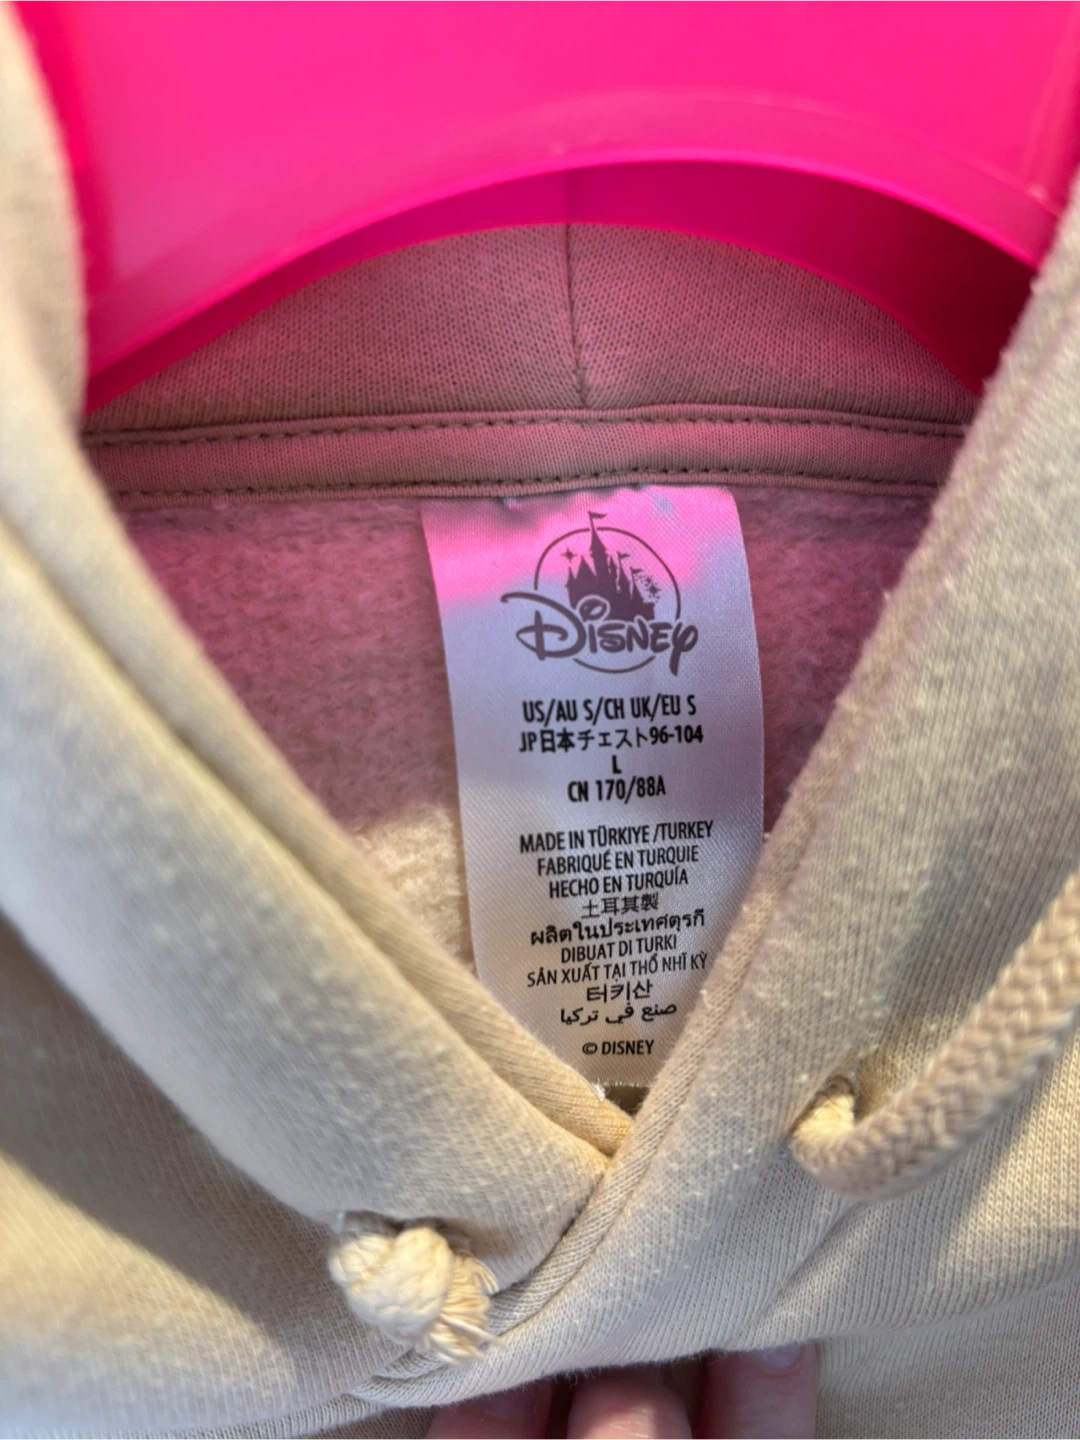 Disney
US/AU S/CH UK/EU S
JP日本チェスト96-104
L
CN 170/88A
MADE IN TÜRKIYE /TURKEY
FABRIQUÉ EN TURQUIE
HECHO EN TURQUÍA
土耳其製
ผลิตในประเทศตุรกี
DIBUAT DI TURKI
SẢN XUẤT TẠI THỔ NHĨ KỲ
터키산
صنع في تركيا
© DISNEY